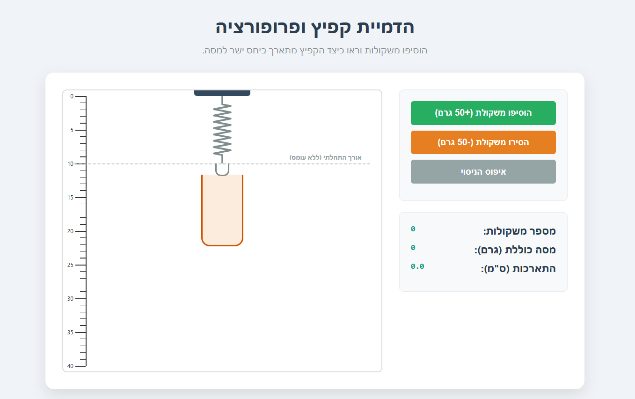 הדמיית קפיץ ופרופורציה
הוסיפו משקולות וראו כיצד הקפיץ מתארך ביחס ישר למסה.
הוסיפו משקולת (+50 גרם)
הסירו משקולת (-50 גרם)
איפוס הניסוי
מספר משקולות: 0
מסה כוללת (גרם): 0
התארכות (ס"מ): 0.0
אורך התחלתי (ללא עומס)
0
5
10
15
20
25
30
35
40